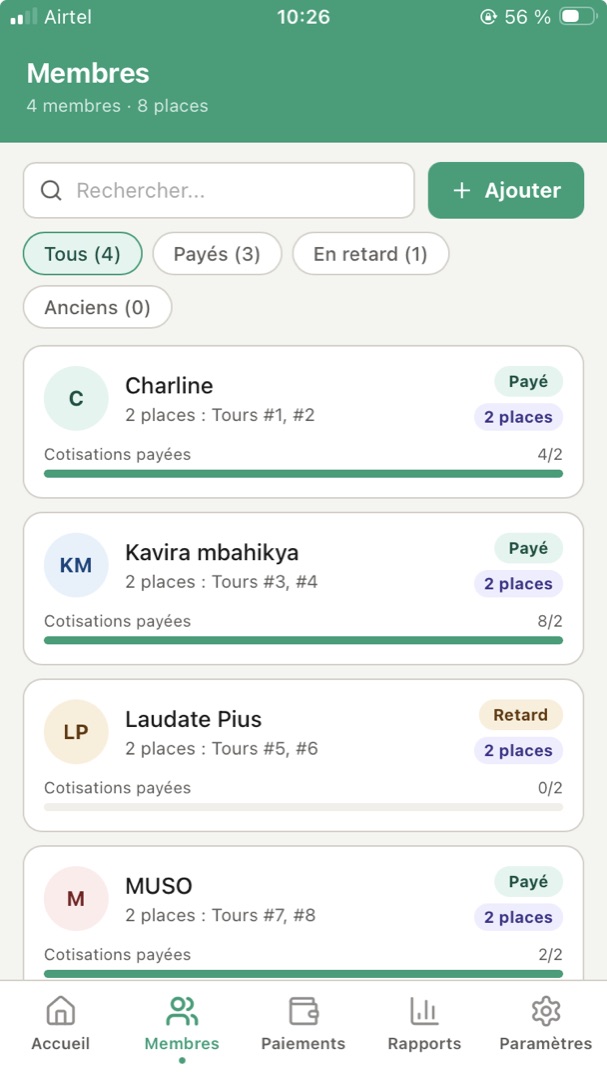 Airtel 10:26 56 %
Membres
4 membres · 8 places
Rechercher... + Ajouter
Tous (4) Payés (3) En retard (1)
Anciens (0)
C Charline Payé
2 places : Tours #1, #2 2 places
Cotisations payées 4/2
KM Kavira mbahikya Payé
2 places : Tours #3, #4 2 places
Cotisations payées 8/2
LP Laudate Pius Retard
2 places : Tours #5, #6 2 places
Cotisations payées 0/2
M MUSO Payé
2 places : Tours #7, #8 2 places
Cotisations payées 2/2
Accueil Membres Paiements Rapports Paramètres